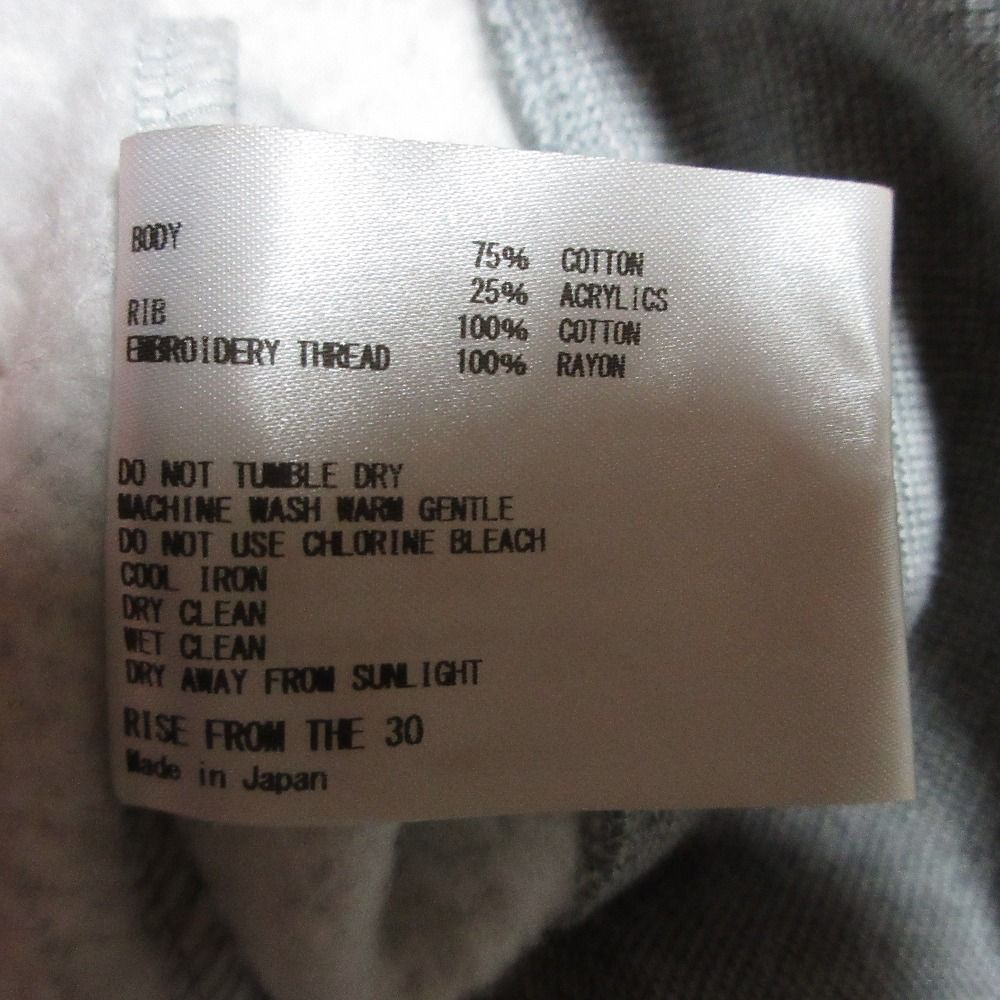 BODY 75% COTTON
25% ACRYLICS
RIB 100% COTTON
EMBROIDERY THREAD 100% RAYON
DO NOT TUMBLE DRY
MACHINE WASH WARM GENTLE
DO NOT USE CHLORINE BLEACH
COOL IRON
DRY CLEAN
WET CLEAN
DRY AWAY FROM SUNLIGHT
RISE FROM THE 30
Made in Japan